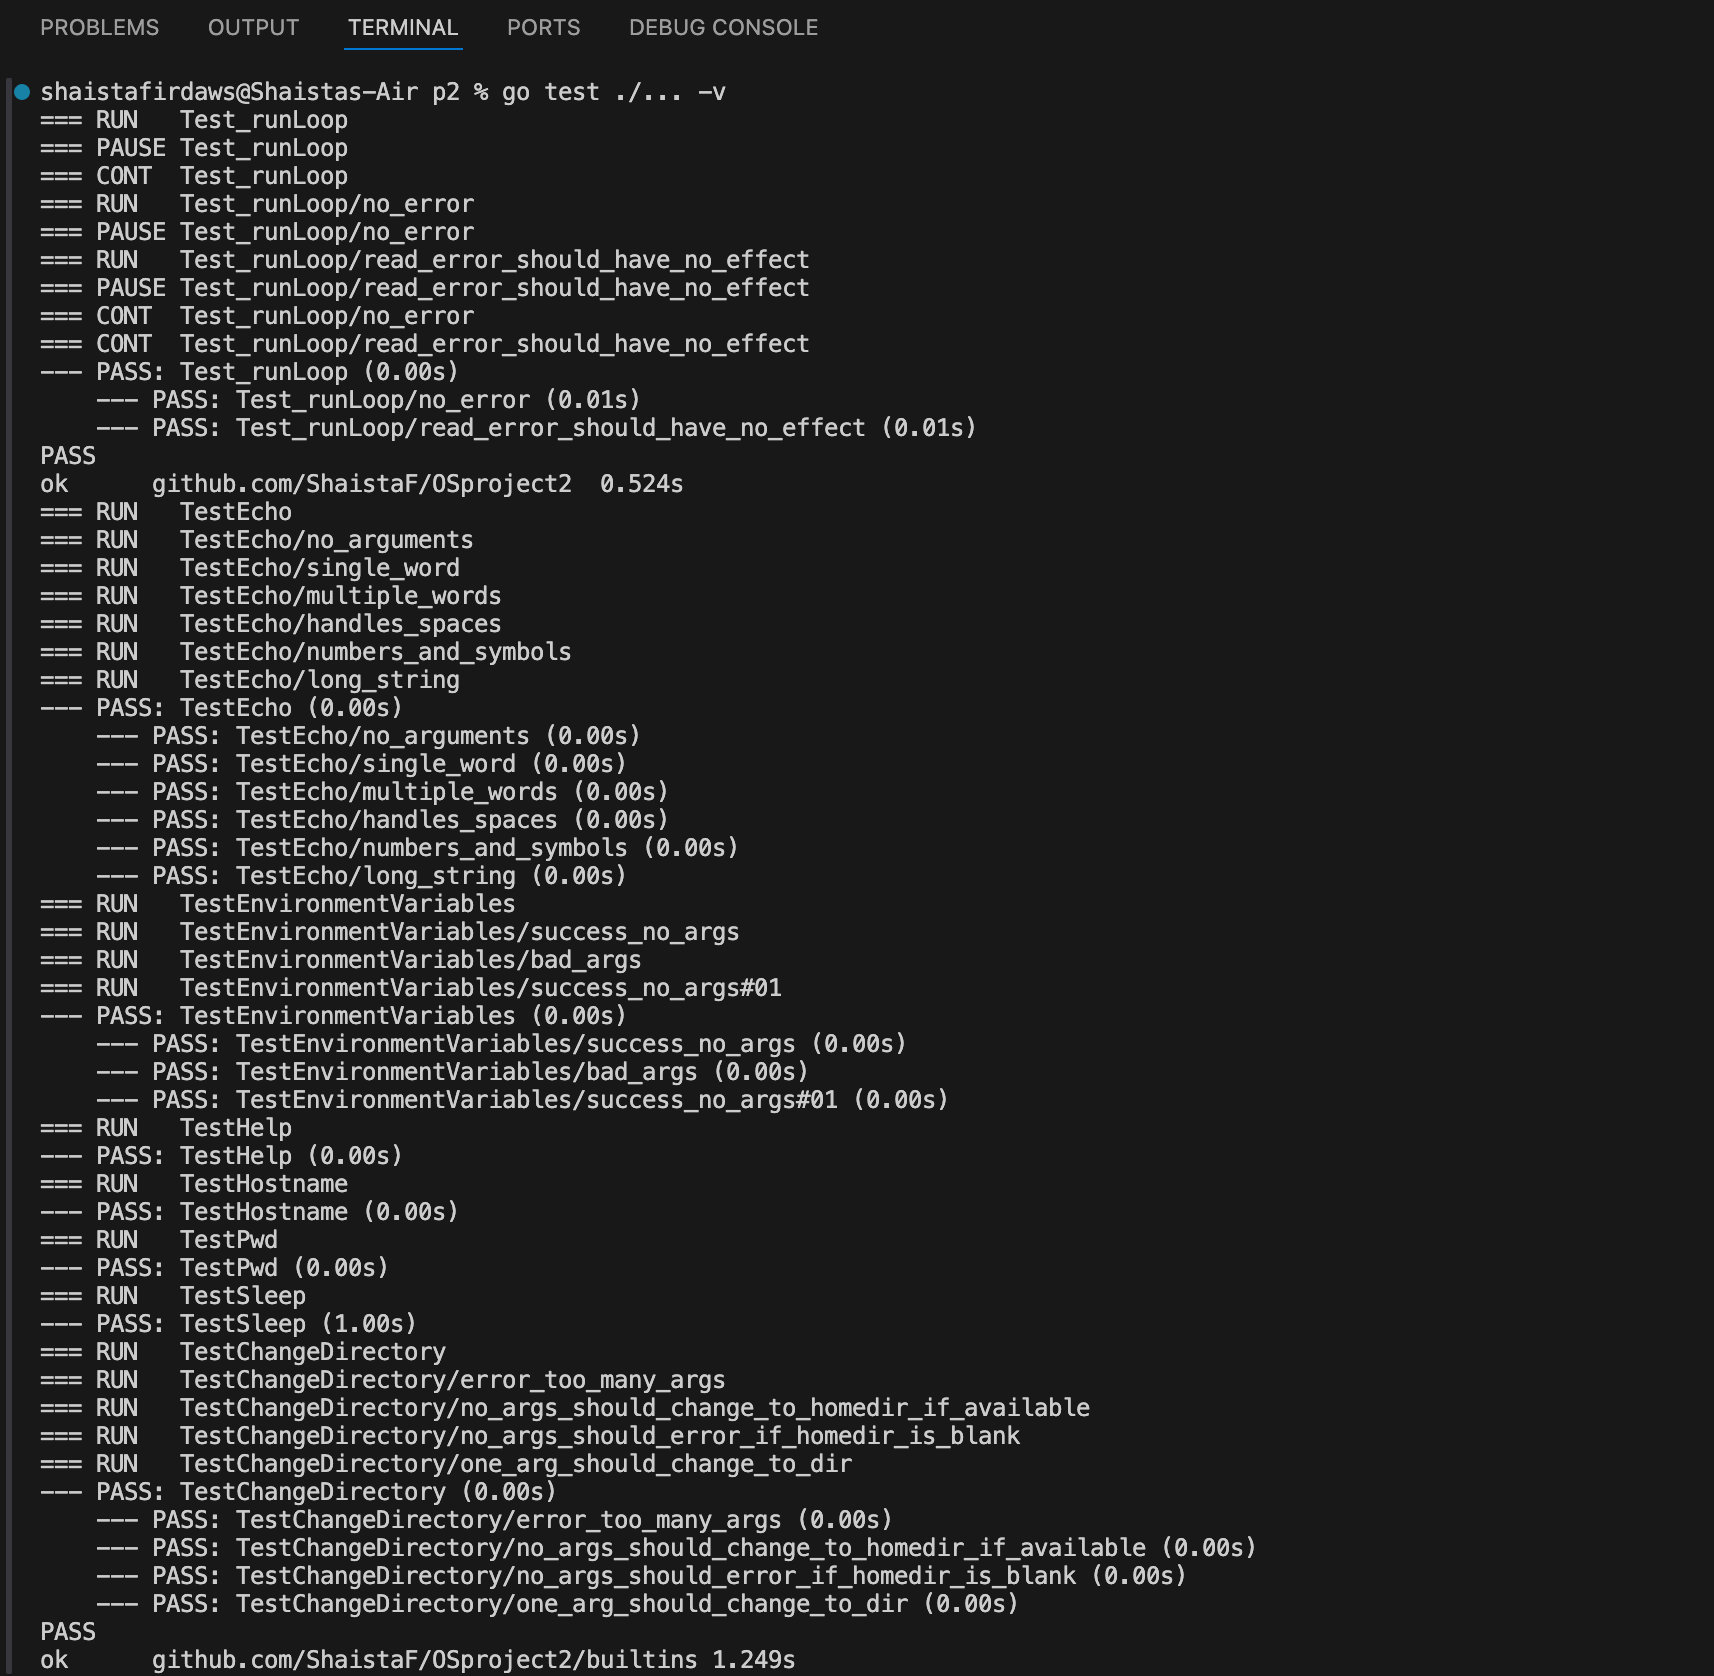 PROBLEMS OUTPUT TERMINAL PORTS DEBUG CONSOLE
shaistafirdaws@Shaistas-Air p2 % go test ./... -v
=== RUN   Test_runLoop
=== PAUSE Test_runLoop
=== CONT  Test_runLoop
=== RUN   Test_runLoop/no_error
=== PAUSE Test_runLoop/no_error
=== RUN   Test_runLoop/read_error_should_have_no_effect
=== PAUSE Test_runLoop/read_error_should_have_no_effect
=== CONT  Test_runLoop/no_error
=== CONT  Test_runLoop/read_error_should_have_no_effect
--- PASS: Test_runLoop (0.00s)
    --- PASS: Test_runLoop/no_error (0.01s)
    --- PASS: Test_runLoop/read_error_should_have_no_effect (0.01s)
PASS
ok      github.com/ShaistaF/OSproject2  0.524s
=== RUN   TestEcho
=== RUN   TestEcho/no_arguments
=== RUN   TestEcho/single_word
=== RUN   TestEcho/multiple_words
=== RUN   TestEcho/handles_spaces
=== RUN   TestEcho/numbers_and_symbols
=== RUN   TestEcho/long_string
--- PASS: TestEcho (0.00s)
    --- PASS: TestEcho/no_arguments (0.00s)
    --- PASS: TestEcho/single_word (0.00s)
    --- PASS: TestEcho/multiple_words (0.00s)
    --- PASS: TestEcho/handles_spaces (0.00s)
    --- PASS: TestEcho/numbers_and_symbols (0.00s)
    --- PASS: TestEcho/long_string (0.00s)
=== RUN   TestEnvironmentVariables
=== RUN   TestEnvironmentVariables/success_no_args
=== RUN   TestEnvironmentVariables/bad_args
=== RUN   TestEnvironmentVariables/success_no_args#01
--- PASS: TestEnvironmentVariables (0.00s)
    --- PASS: TestEnvironmentVariables/success_no_args (0.00s)
    --- PASS: TestEnvironmentVariables/bad_args (0.00s)
    --- PASS: TestEnvironmentVariables/success_no_args#01 (0.00s)
=== RUN   TestHelp
--- PASS: TestHelp (0.00s)
=== RUN   TestHostname
--- PASS: TestHostname (0.00s)
=== RUN   TestPwd
--- PASS: TestPwd (0.00s)
=== RUN   TestSleep
--- PASS: TestSleep (1.00s)
=== RUN   TestChangeDirectory
=== RUN   TestChangeDirectory/error_too_many_args
=== RUN   TestChangeDirectory/no_args_should_change_to_homedir_if_available
=== RUN   TestChangeDirectory/no_args_should_error_if_homedir_is_blank
=== RUN   TestChangeDirectory/one_arg_should_change_to_dir
--- PASS: TestChangeDirectory (0.00s)
    --- PASS: TestChangeDirectory/error_too_many_args (0.00s)
    --- PASS: TestChangeDirectory/no_args_should_change_to_homedir_if_available (0.00s)
    --- PASS: TestChangeDirectory/no_args_should_error_if_homedir_is_blank (0.00s)
    --- PASS: TestChangeDirectory/one_arg_should_change_to_dir (0.00s)
PASS
ok      github.com/ShaistaF/OSproject2/builtins 1.249s